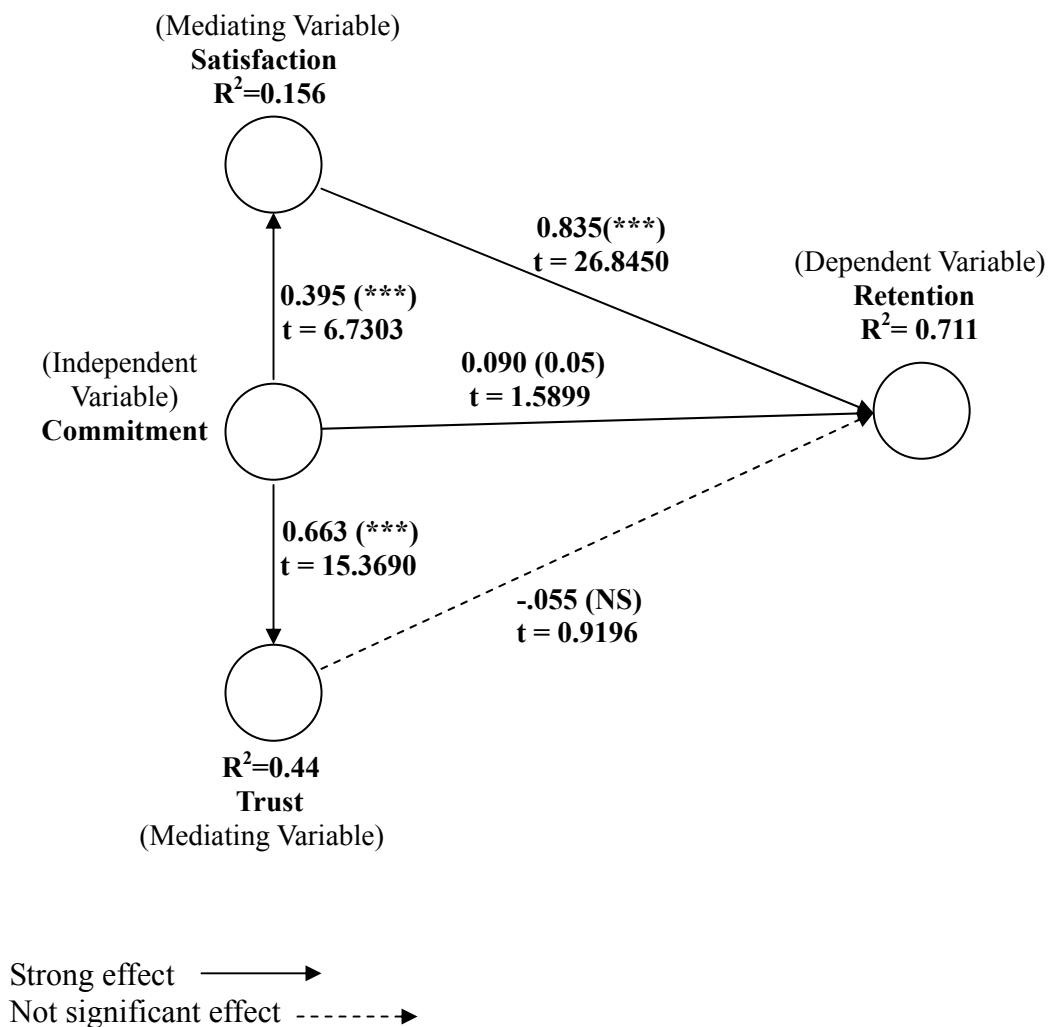 (Mediating Variable)
Satisfaction
R²=0.156
0.835(***)
t = 26.8450
(Dependent Variable)
Retention
R²= 0.711
0.395 (***)
t = 6.7303
(Independent
Variable)
Commitment
0.090 (0.05)
t = 1.5899
0.663 (***)
t = 15.3690
-.055 (NS)
t = 0.9196
R²=0.44
Trust
(Mediating Variable)
Strong effect
Not significant effect